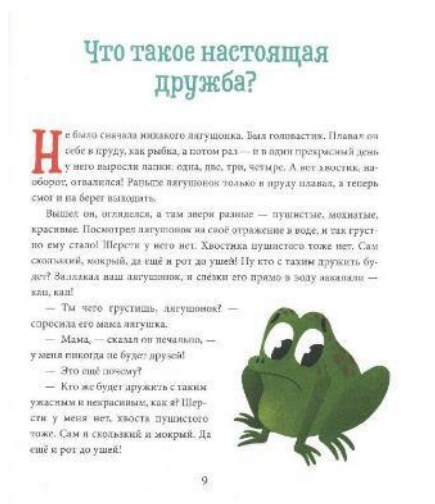 Что такое настоящая
дружба?
Не было сначала никакого лягушонка. Был головастик. Плавал он
себе в пруду, как рыбка, а потом раз — и в один прекрасный день
у него выросли лапки: одна, две, три, четыре. А вот хвостик, на-
оборот, отвалился! Раньше лягушонок только в пруду плавал, а теперь
смог и на берег выходить.
Вышел он, огляделся, а там звери разные — пушистые, мохнатые,
красивые. Посмотрел лягушонок на своё отражение в воде, и так груст-
но ему стало! Шерсти у него нет. Хвостика пушистого тоже нет. Сам
скользкий, мокрый, да ещё и рот до ушей! Ну кто с таким дружить бу-
дет? Заплакал наш лягушонок, и слёзки его прямо в воду закапали —
кап, кап!
— Ты чего грустишь, лягушонок? —
спросила его мама лягушка.
— Мама, — сказал он печально, —
у меня никогда не будет друзей!
— Это ещё почему?
— Кто же будет дружить с таким
ужасным и некрасивым, как я? Шер-
сти у меня нет, хвоста пушистого
тоже. Сам я скользкий и мокрый. Да
ещё и рот до ушей!
9